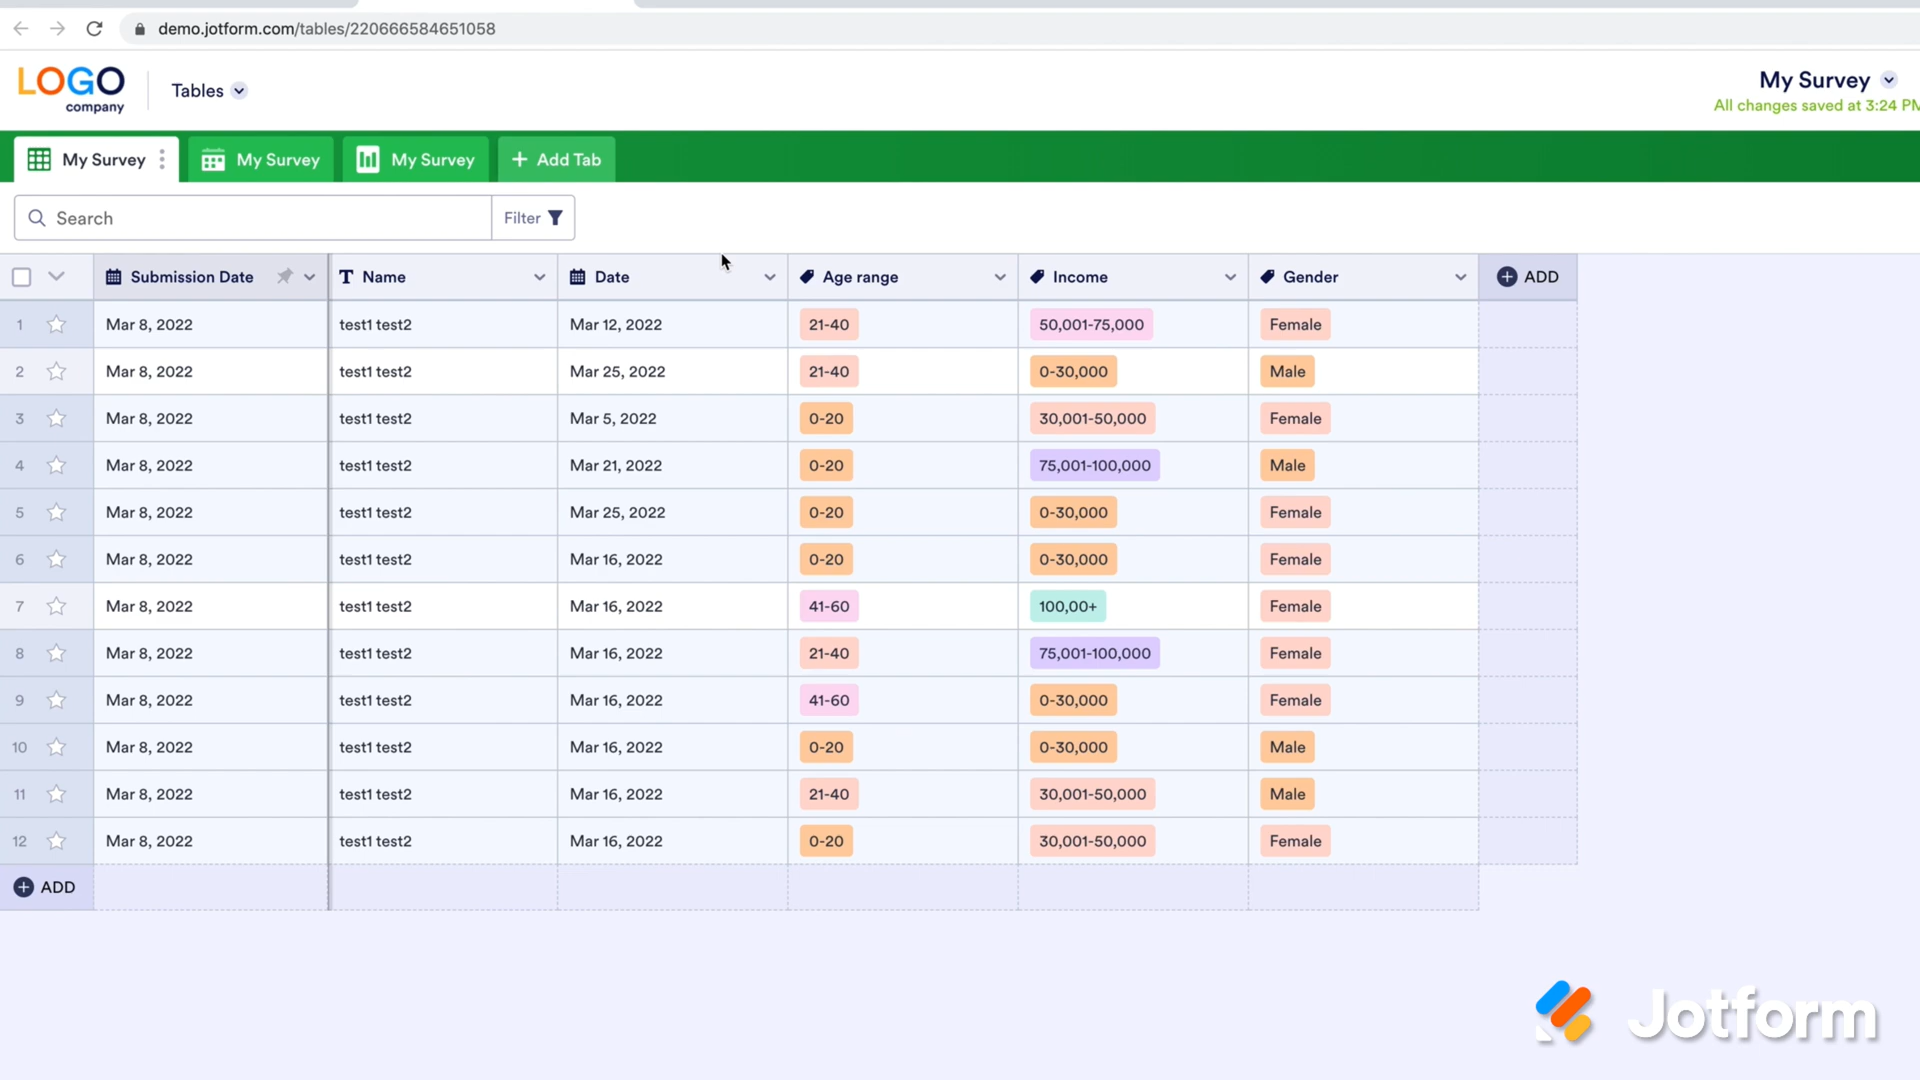 demo.jotform.com/tables/220666584651058
LOGO
company
Tables
My Survey
All changes saved at 3:24 PM
My Survey My Survey My Survey + Add Tab
Search Filter
Submission Date Name Date Age range Income Gender ADD
1 Mar 8, 2022 test1 test2 Mar 12, 2022 21-40 50,001-75,000 Female
2 Mar 8, 2022 test1 test2 Mar 25, 2022 21-40 0-30,000 Male
3 Mar 8, 2022 test1 test2 Mar 5, 2022 0-20 30,001-50,000 Female
4 Mar 8, 2022 test1 test2 Mar 21, 2022 0-20 75,001-100,000 Male
5 Mar 8, 2022 test1 test2 Mar 25, 2022 0-20 0-30,000 Female
6 Mar 8, 2022 test1 test2 Mar 16, 2022 0-20 0-30,000 Female
7 Mar 8, 2022 test1 test2 Mar 16, 2022 41-60 100,00+ Female
8 Mar 8, 2022 test1 test2 Mar 16, 2022 21-40 75,001-100,000 Female
9 Mar 8, 2022 test1 test2 Mar 16, 2022 41-60 0-30,000 Female
10 Mar 8, 2022 test1 test2 Mar 16, 2022 0-20 0-30,000 Male
11 Mar 8, 2022 test1 test2 Mar 16, 2022 21-40 30,001-50,000 Male
12 Mar 8, 2022 test1 test2 Mar 16, 2022 0-20 30,001-50,000 Female
ADD
Jotform